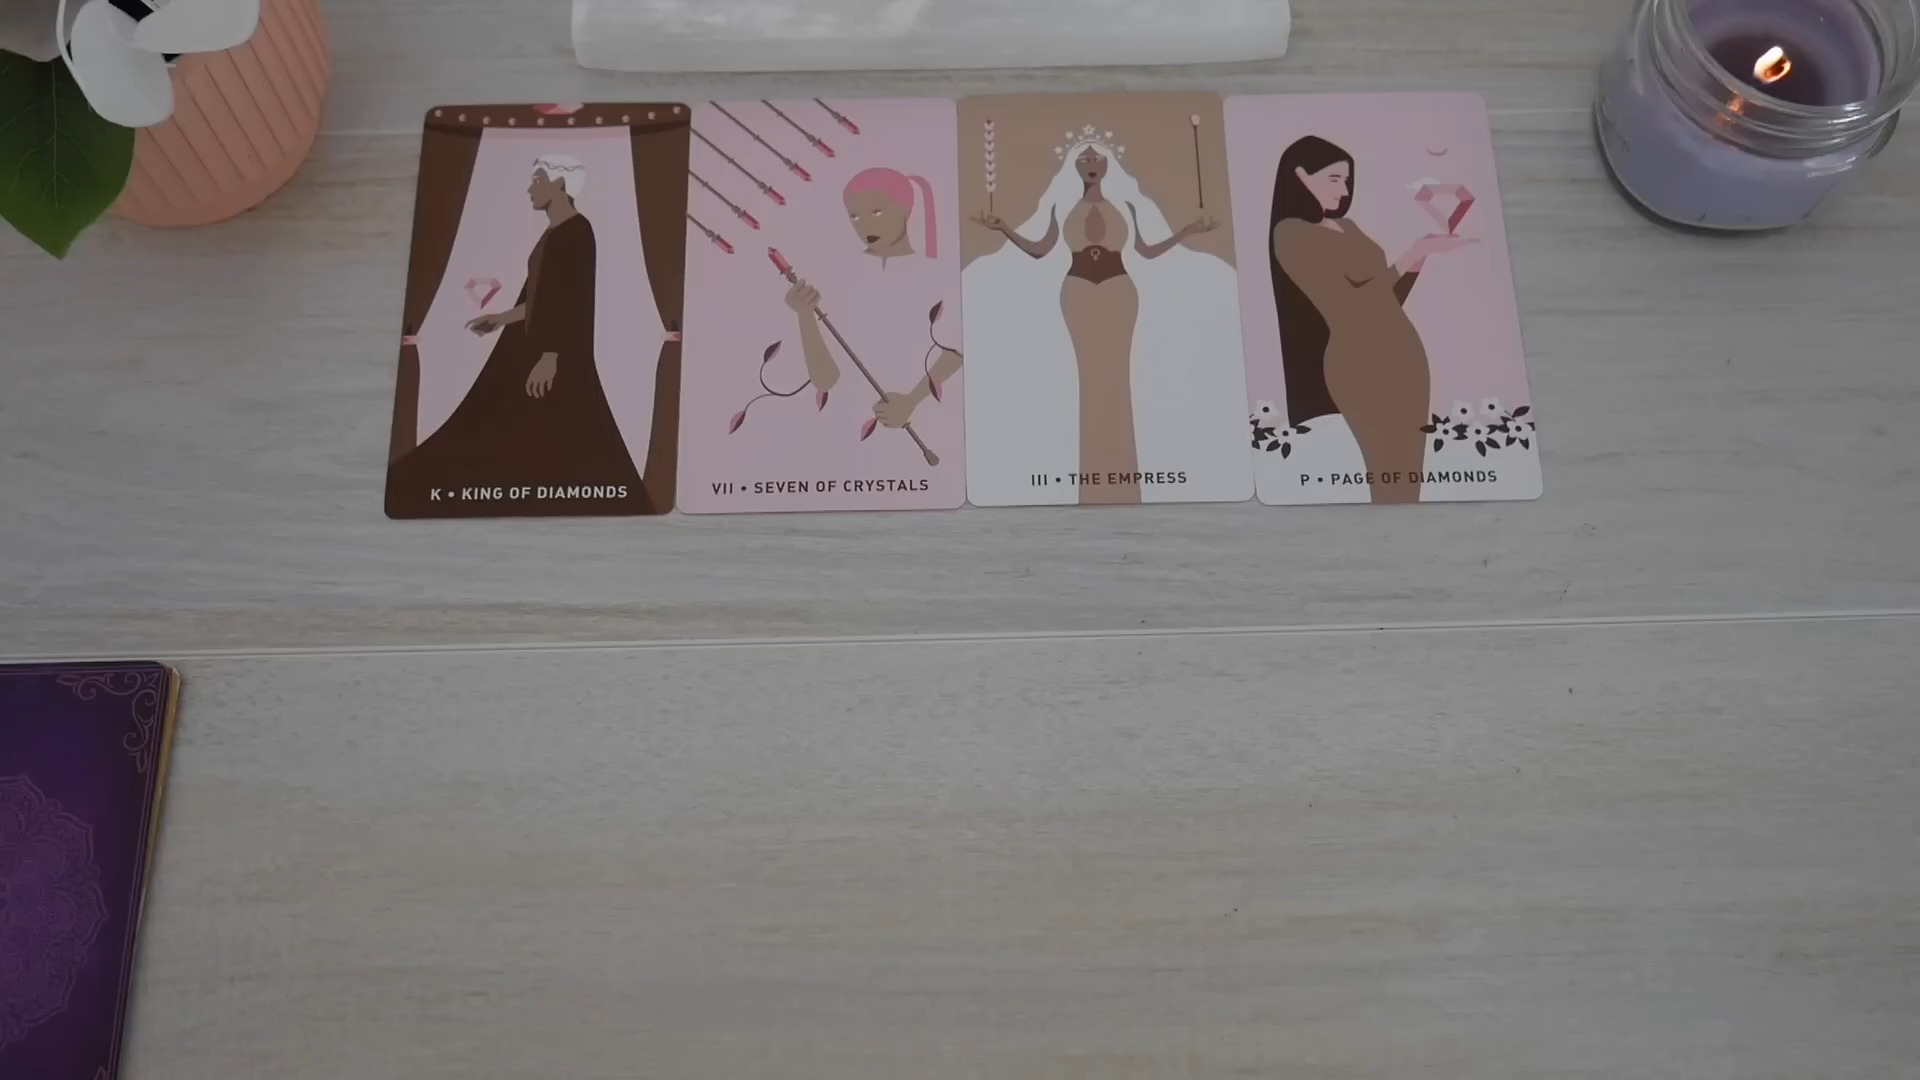 K • KING OF DIAMONDS
VII • SEVEN OF CRYSTALS
III • THE EMPRESS
P • PAGE OF DIAMONDS